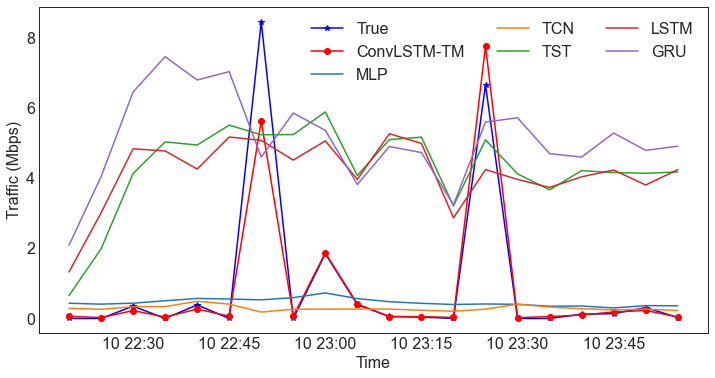 8
6
4
2
0
Traffic (Mbps)
True
ConvLSTM-TM
MLP
TCN
TST
LSTM
GRU
10 22:30 10 22:45 10 23:00 10 23:15 10 23:30 10 23:45
Time